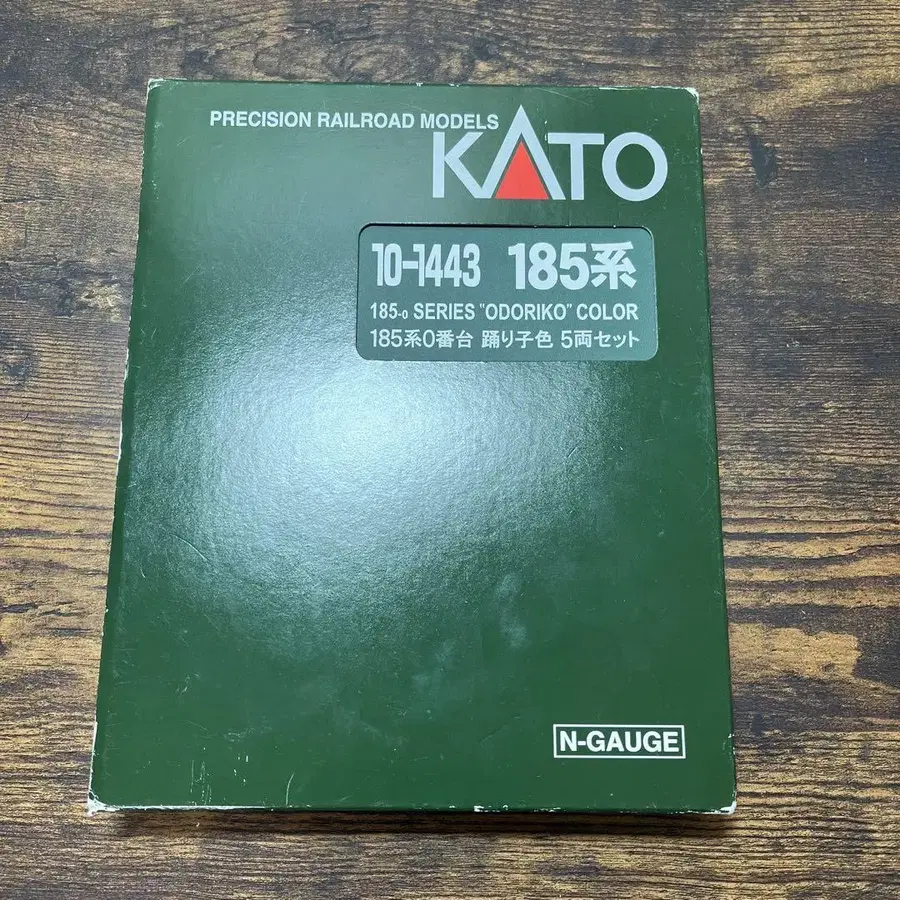 PRECISION RAILROAD MODELS
KATO
10-1443 185系
185-0 SERIES "ODORIKO" COLOR
185系0番台 踊り子色 5両セット
N-GAUGE